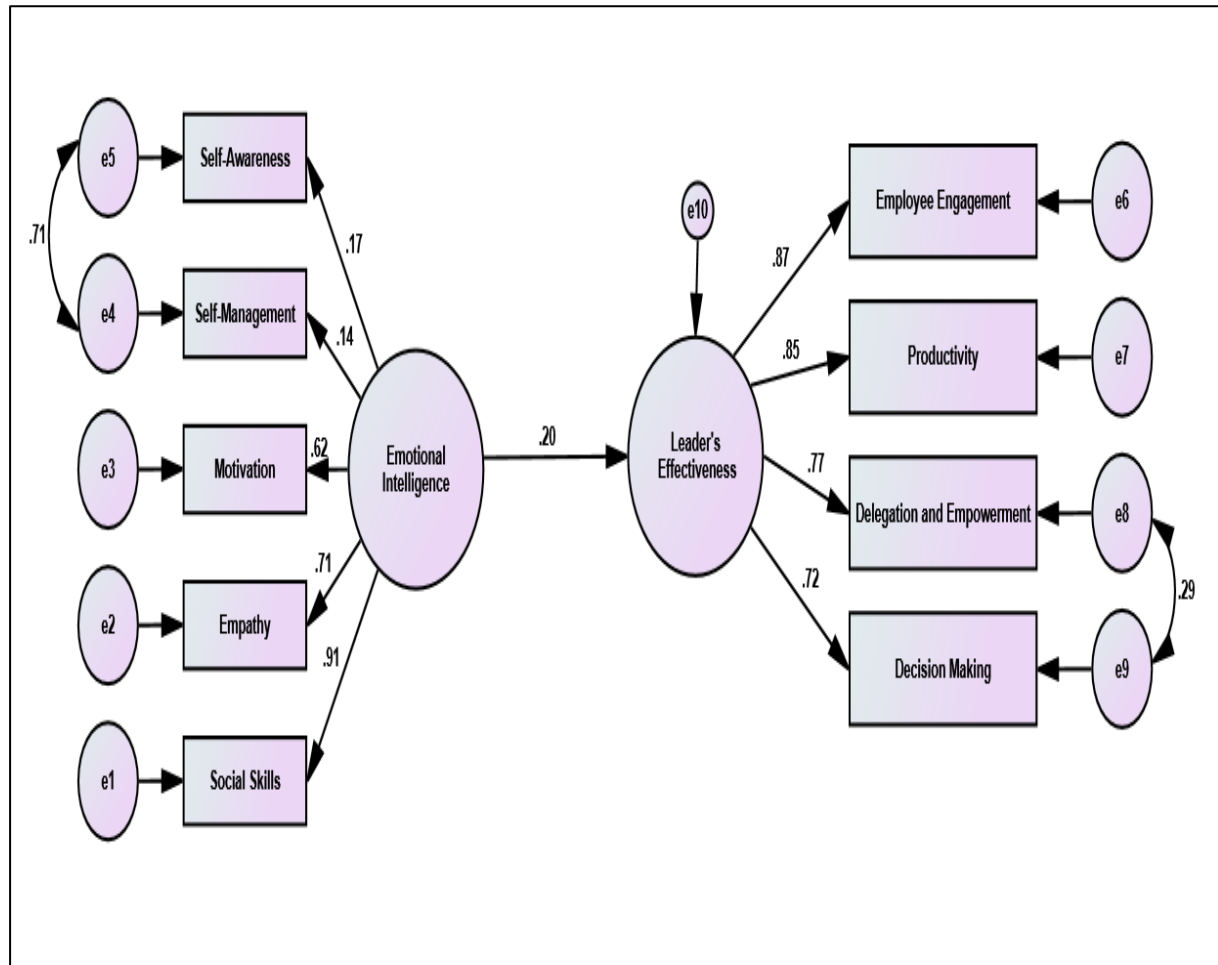 e5
Self-Awareness
.71
.17
e4
Self-Management
.14
e3
Motivation
.62
Emotional
Intelligence
e2
Empathy
.71
.91
e1
Social Skills
.20
e10
Leader's
Effectiveness
.87
Employee Engagement
e6
.85
Productivity
e7
.77
Delegation and Empowerment
e8
.29
.72
Decision Making
e9